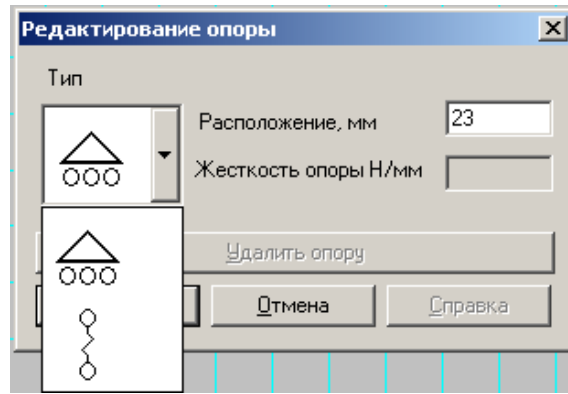 Редактирование опоры
Тип
Расположение, мм
23
Жесткость опоры Н/мм
Удалить опору
Отмена
Справка